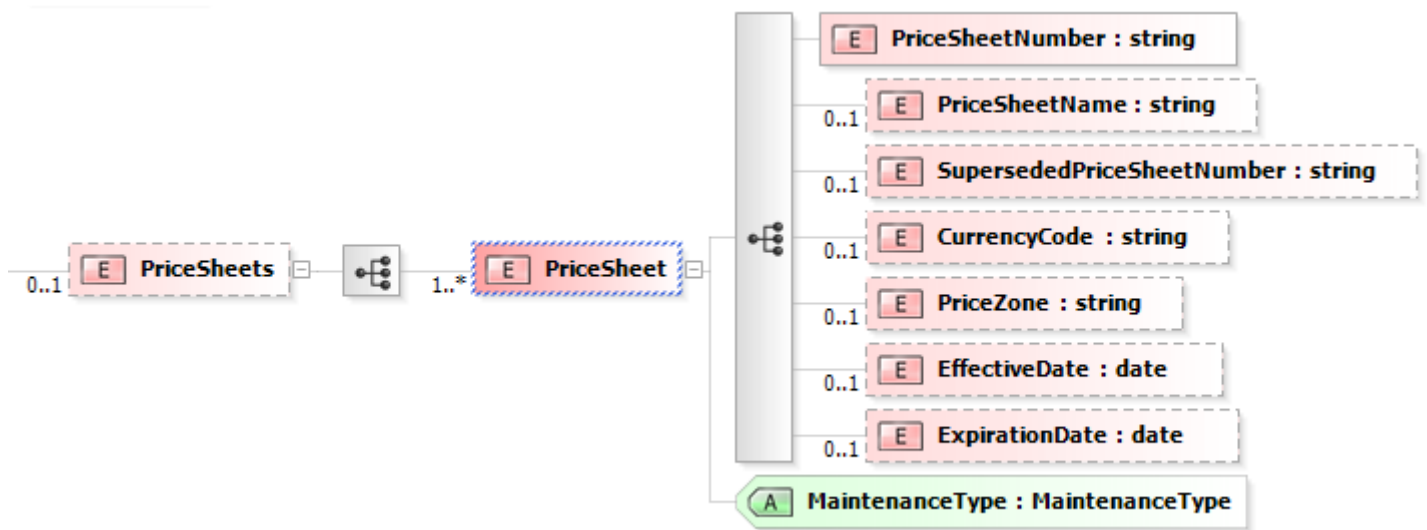 E PriceSheetNumber : string
0..1 E PriceSheetName : string
0..1 E SupersededPriceSheetNumber : string
0..1 E CurrencyCode : string
0..1 E PriceSheets
1..* E PriceSheet
0..1 E PriceZone : string
0..1 E EffectiveDate : date
0..1 E ExpirationDate : date
A MaintenanceType : MaintenanceType